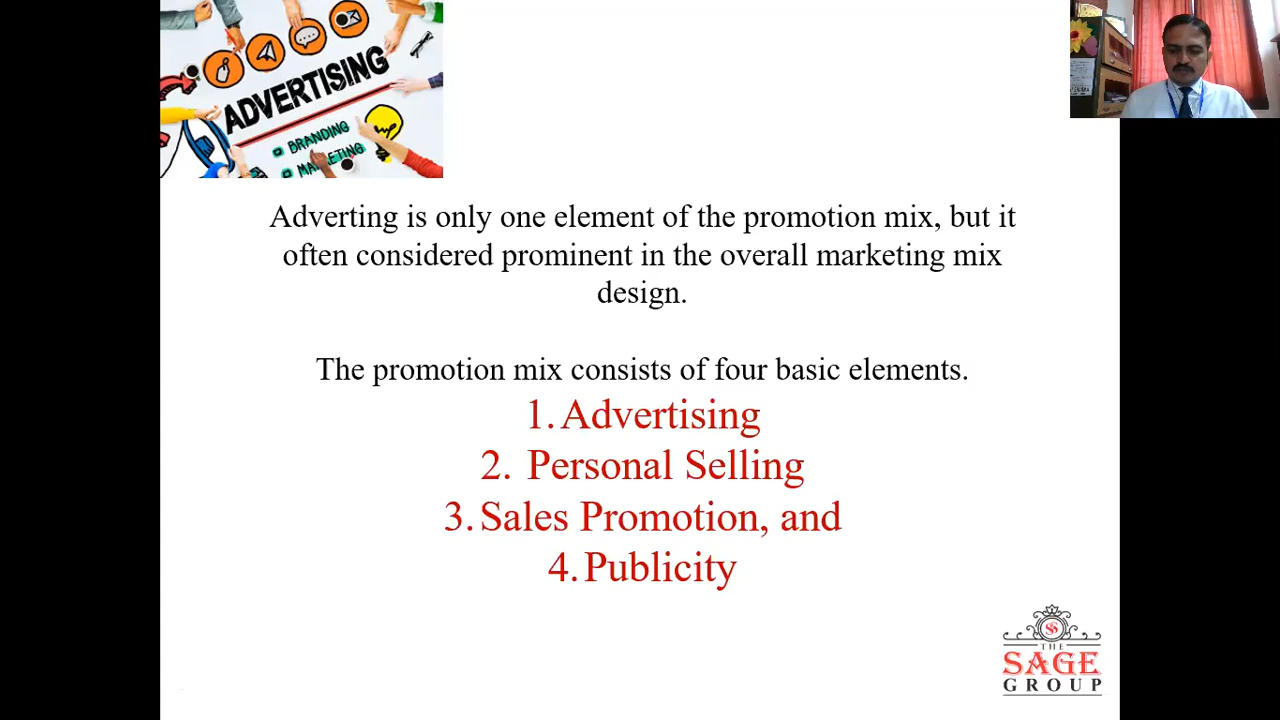 ADVERTISING
BRANDING
Adverting is only one element of the promotion mix, but it
often considered prominent in the overall marketing mix
design.
The promotion mix consists of four basic elements.
1. Advertising
2. Personal Selling
3. Sales Promotion, and
4. Publicity
THE
SAGE
GROUP